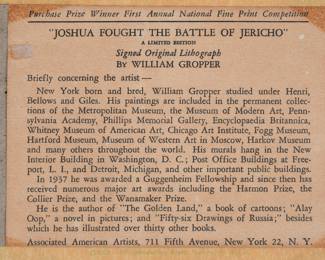 Purchase Prize Winner First Annual National Fine Print Competition
"JOSHUA FOUGHT THE BATTLE OF JERICHO"
A LIMITED EDITION
Signed Original Lithograph
BY WILLIAM GROPPER
Briefly concerning the artist—
New York born and bred, William Gropper studied under Henri,
Bellows and Giles. His paintings are included in the permanent collec-
tions of the Metropolitan Museum, the Museum of Modern Art, Penn-
sylvania Academy, Phillips Memorial Gallery, Encyclopaedia Britannica,
Whitney Museum of American Art, Chicago Art Institute, Fogg Museum,
Hartford Museum, Museum of Western Art in Moscow, Harkov Museum
and many others throughout the world. His murals hang in the New
Interior Building in Washington, D. C.; Post Office Buildings at Free-
port, L. I., and Detroit, Michigan, and other important public buildings.
In 1937 he was awarded a Guggenheim Fellowship and since then has
received numerous major art awards including the Harmon Prize, the
Collier Prize, and the Wanamaker Prize.
He is the author of "The Golden Land," a book of cartoons; "Alay
Oop," a novel in pictures; and "Fifty-six Drawings of Russia;" besides
which he has illustrated over thirty other books.
Associated American Artists, 711 Fifth Avenue, New York 22, N. Y.